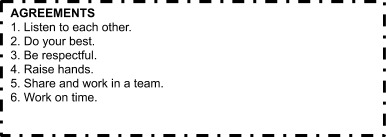 AGREEMENTS
1. Listen to each other.
2. Do your best.
3. Be respectful.
4. Raise hands.
5. Share and work in a team.
6. Work on time.